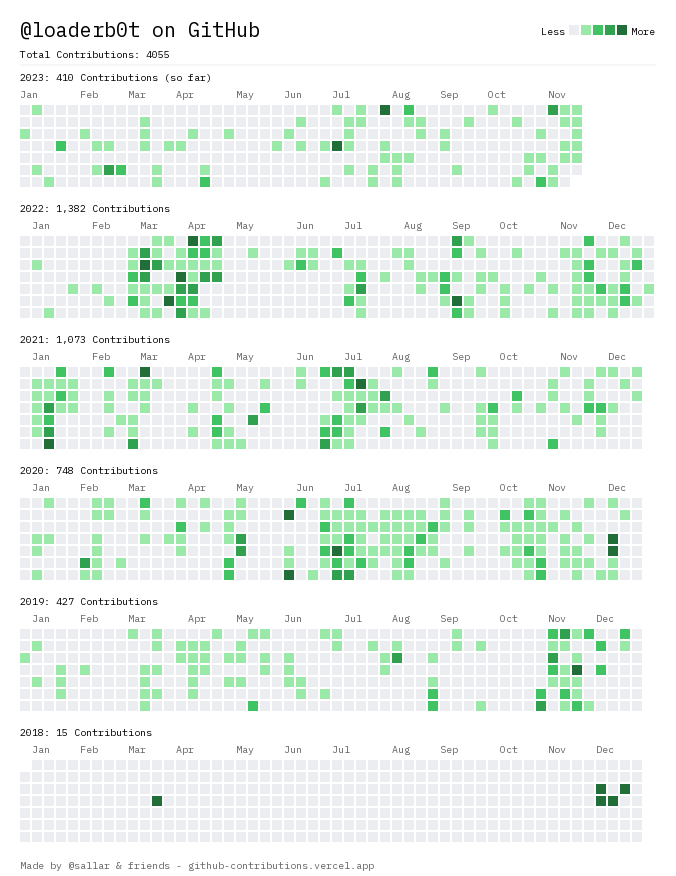 @loaderb0t on GitHub
Less More
Total Contributions: 4055
2023: 410 Contributions (so far)
Jan Feb Mar Apr May Jun Jul Aug Sep Oct Nov
2022: 1,382 Contributions
Jan Feb Mar Apr May Jun Jul Aug Sep Oct Nov Dec
2021: 1,073 Contributions
Jan Feb Mar Apr May Jun Jul Aug Sep Oct Nov Dec
2020: 748 Contributions
Jan Feb Mar Apr May Jun Jul Aug Sep Oct Nov Dec
2019: 427 Contributions
Jan Feb Mar Apr May Jun Jul Aug Sep Oct Nov Dec
2018: 15 Contributions
Jan Feb Mar Apr May Jun Jul Aug Sep Oct Nov Dec
Made by @sallar & friends - github-contributions.vercel.app